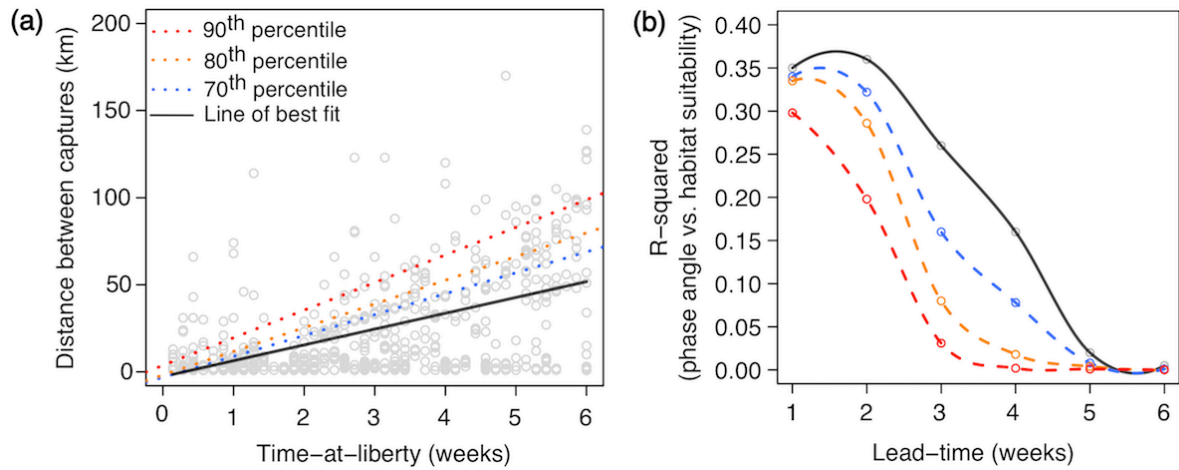 (a)
200
150
100
50
0
Distance between captures (km)
90th percentile
80th percentile
70th percentile
Line of best fit
0 1 2 3 4 5 6
Time−at−liberty (weeks)
(b)
0.40
0.35
0.30
0.25
0.20
0.15
0.10
0.05
0.00
R−squared
(phase angle vs. habitat suitability)
1 2 3 4 5 6
Lead−time (weeks)